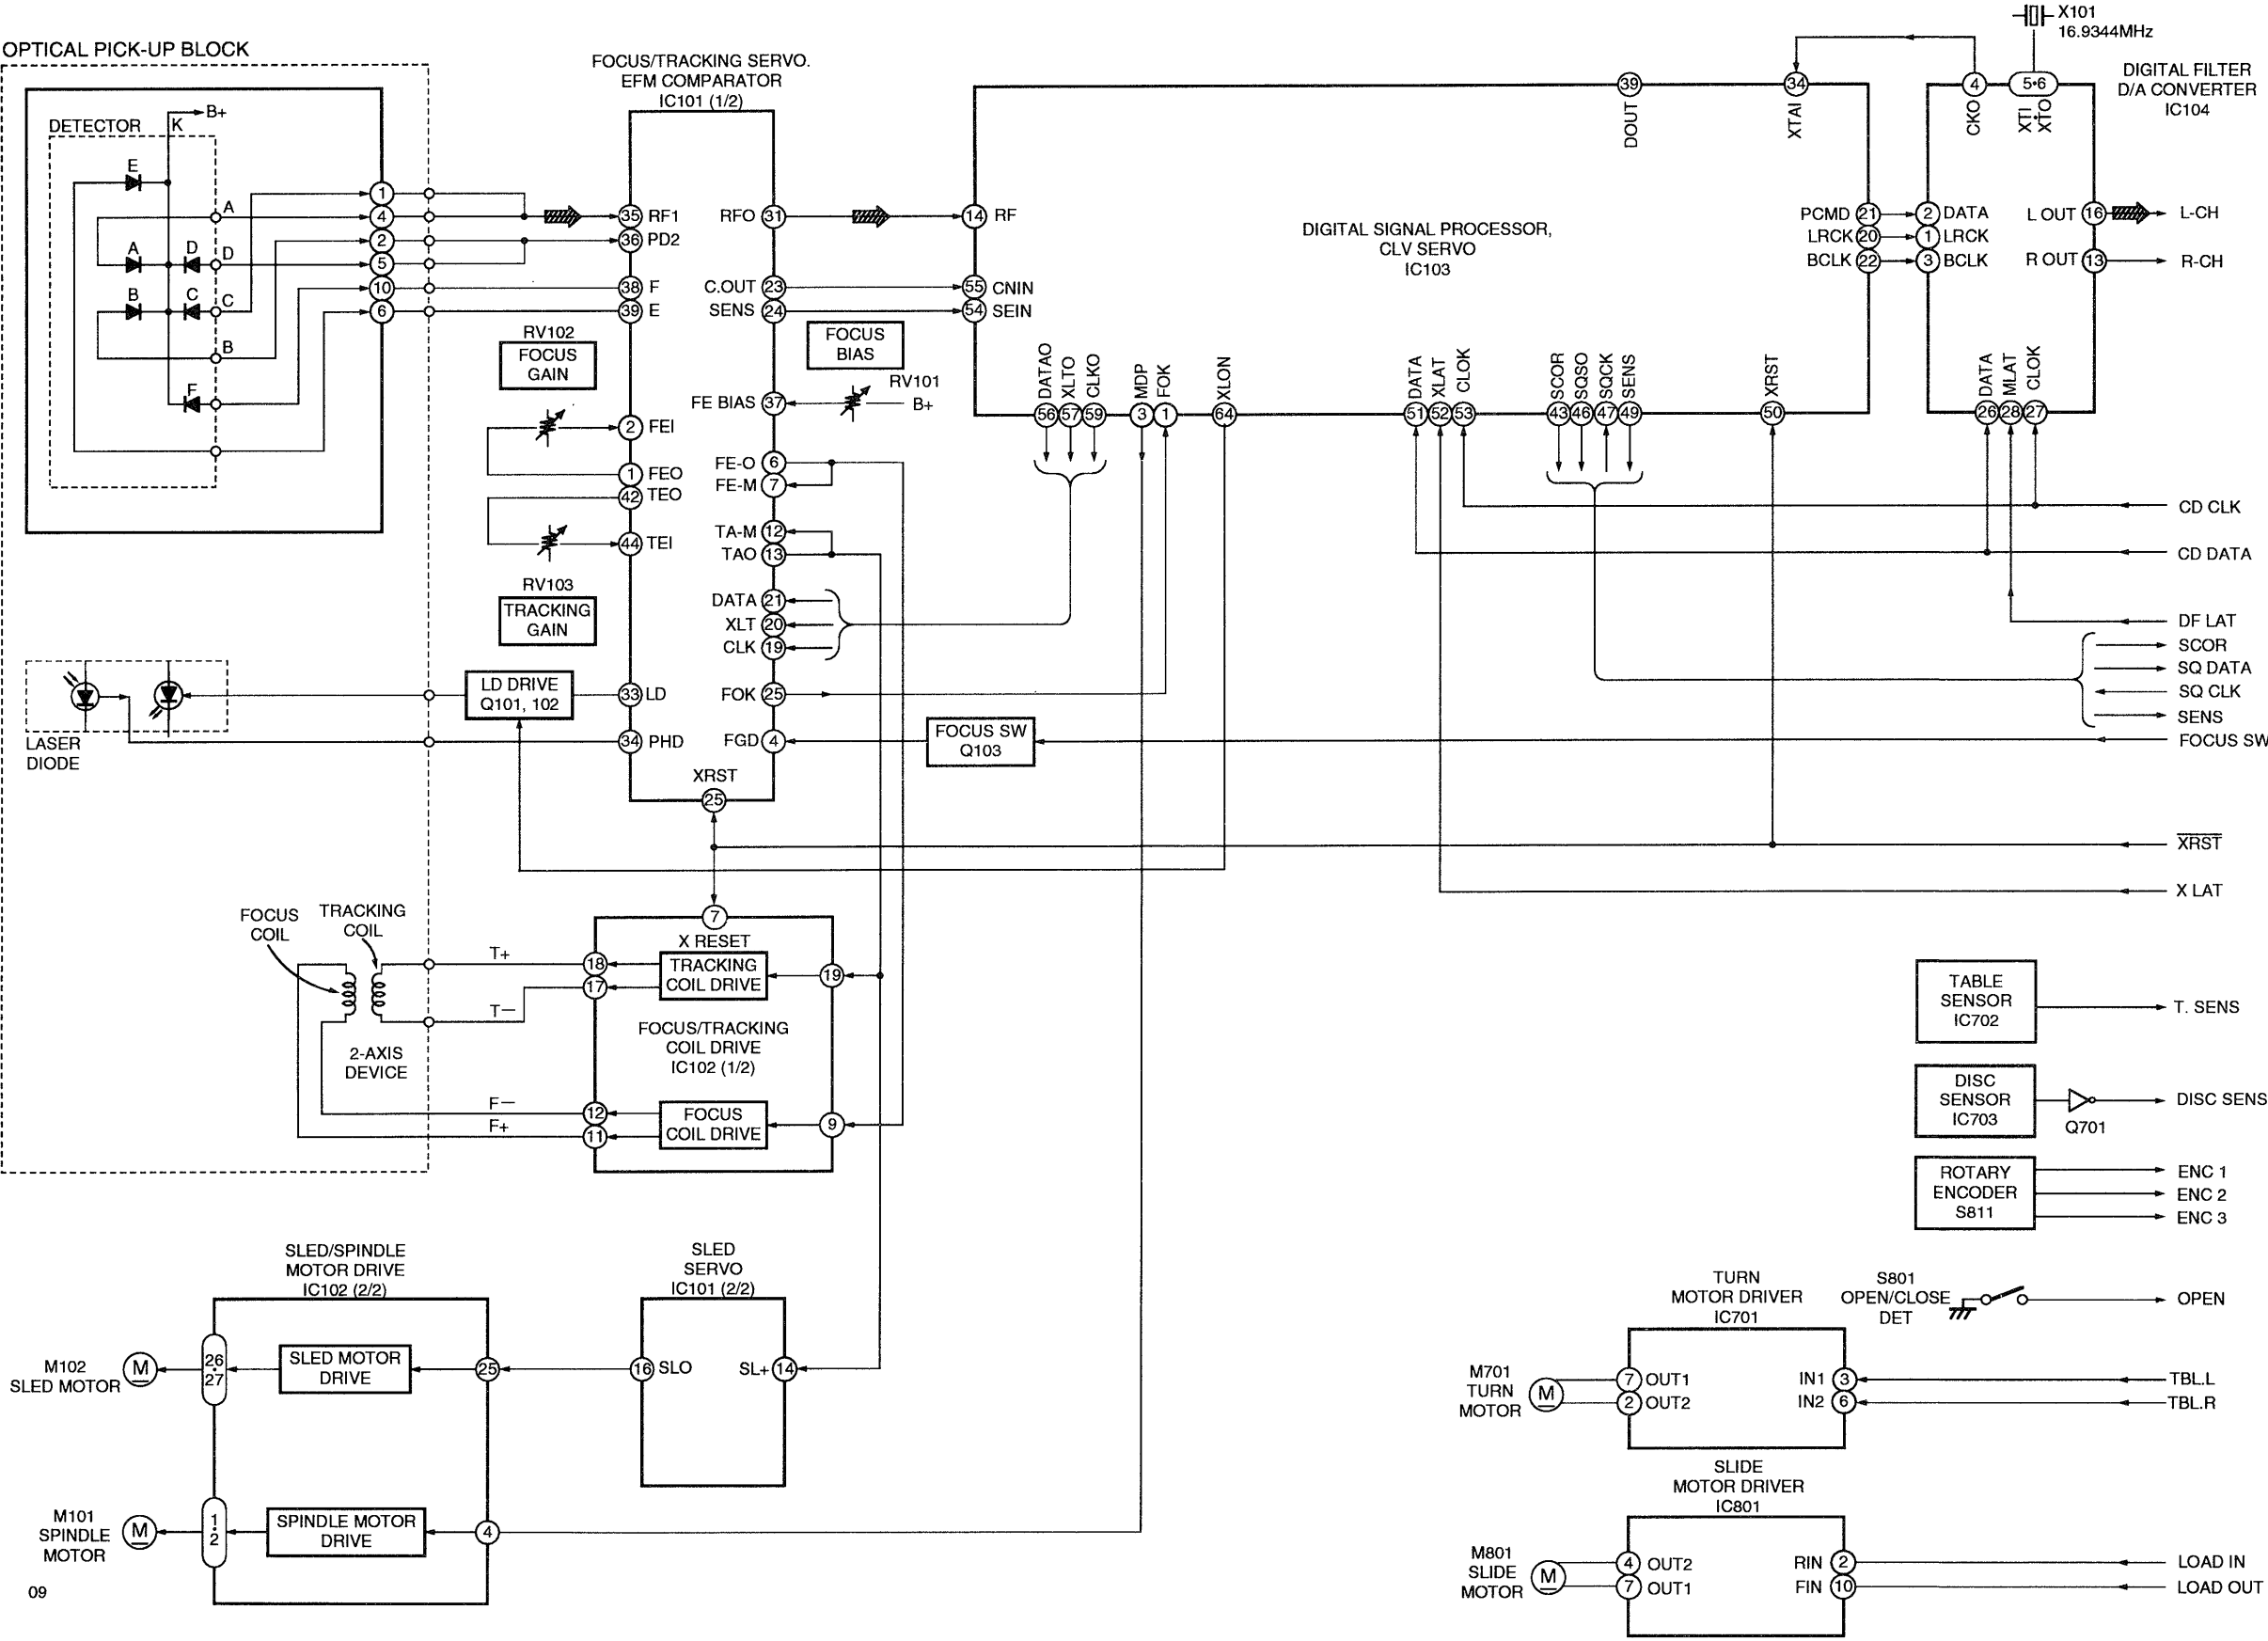 OPTICAL PICK-UP BLOCK
DETECTOR
K
B+
E
A
A
D
D
B
C
C
B
F
1
4
2
5
10
6
LASER
DIODE
FOCUS/TRACKING SERVO.
EFM COMPARATOR
IC101 (1/2)
35 RF1
36 PD2
38 F
39 E
RV102
FOCUS
GAIN
2 FEI
1 FEO
42 TEO
44 TEI
RV103
TRACKING
GAIN
LD DRIVE
Q101, 102
33 LD
34 PHD
RFO 31
C.OUT 23
SENS 24
FOCUS
BIAS
RV101
FE BIAS 37
B+
FE-O 6
FE-M 7
TA-M 12
TAO 13
DATA 21
XLT 20
CLK 19
FOK 25
FGD 4
XRST
25
FOCUS SW
Q103
DIGITAL SIGNAL PROCESSOR,
CLV SERVO
IC103
14 RF
55 CNIN
54 SEIN
39 DOUT
34 XTAI
PCMD 21
LRCK 20
BCLK 22
DATAO 56
XLTO 57
CLKO 59
MDP 3
FOK 1
XLON 64
DATA 51
XLAT 52
CLOK 53
SCOR 43
SQSO 46
SQCK 47
SENS 49
XRST 50
X101
16.9344MHz
DIGITAL FILTER
D/A CONVERTER
IC104
4 CKO
5•6 XTI • XTO
2 DATA
1 LRCK
3 BCLK
L OUT 16
L-CH
R OUT 13
R-CH
DATA 26
MLAT 28
CLOK 27
CD CLK
CD DATA
DF LAT
SCOR
SQ DATA
SQ CLK
SENS
FOCUS SW
XRST
X LAT
FOCUS
COIL
TRACKING
COIL
2-AXIS
DEVICE
T+
T−
F−
F+
7
X RESET
18
17
TRACKING
COIL DRIVE
19
FOCUS/TRACKING
COIL DRIVE
IC102 (1/2)
12
11
FOCUS
COIL DRIVE
9
TABLE
SENSOR
IC702
T. SENS
DISC
SENSOR
IC703
Q701
DISC SENS
ROTARY
ENCODER
S811
ENC 1
ENC 2
ENC 3
SLED/SPINDLE
MOTOR DRIVE
IC102 (2/2)
M102
SLED MOTOR
M
26
•
27
SLED MOTOR
DRIVE
25
M101
SPINDLE
MOTOR
M
1
•
2
SPINDLE MOTOR
DRIVE
4
SLED
SERVO
IC101 (2/2)
16 SLO
SL+ 14
TURN
MOTOR DRIVER
IC701
S801
OPEN/CLOSE
DET
OPEN
M701
TURN
MOTOR
M
7 OUT1
2 OUT2
IN1 3
IN2 6
TBL.L
TBL.R
SLIDE
MOTOR DRIVER
IC801
M801
SLIDE
MOTOR
M
4 OUT2
7 OUT1
RIN 2
FIN 10
LOAD IN
LOAD OUT
09